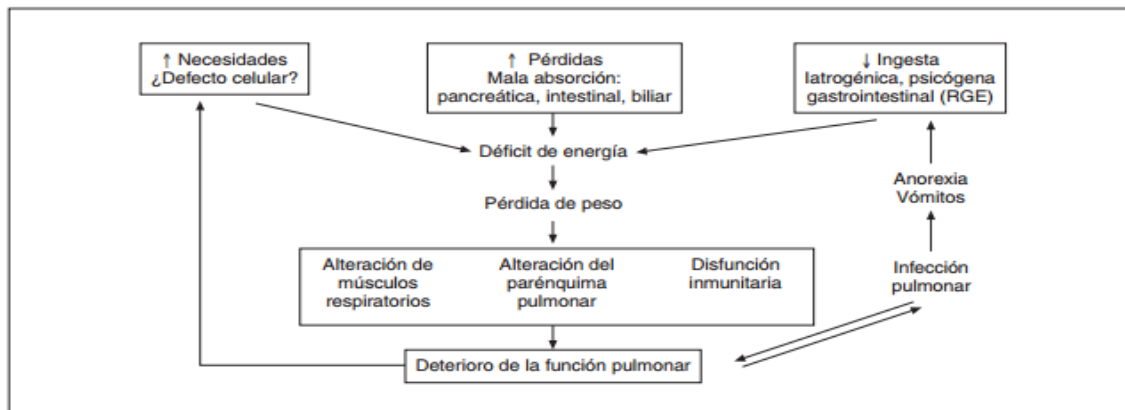 ↑ Necesidades
¿Defecto celular?
↑ Pérdidas
Mala absorción:
pancreática, intestinal, biliar
↓ Ingesta
Iatrogénica, psicógena
gastrointestinal (RGE)
Déficit de energía
Pérdida de peso
Anorexia
Vómitos
Alteración de
músculos
respiratorios
Alteración del
parénquima
pulmonar
Disfunción
inmunitaria
Infección
pulmonar
Deterioro de la función pulmonar